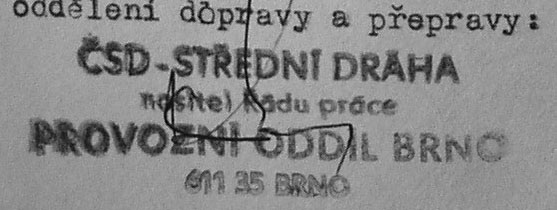 oddělení dopravy a přepravy:
ČSD-STŘEDNÍ DRÁHA
nositel Řádu práce
PROVOZNÍ ODDÍL BRNO
611 35 BRNO